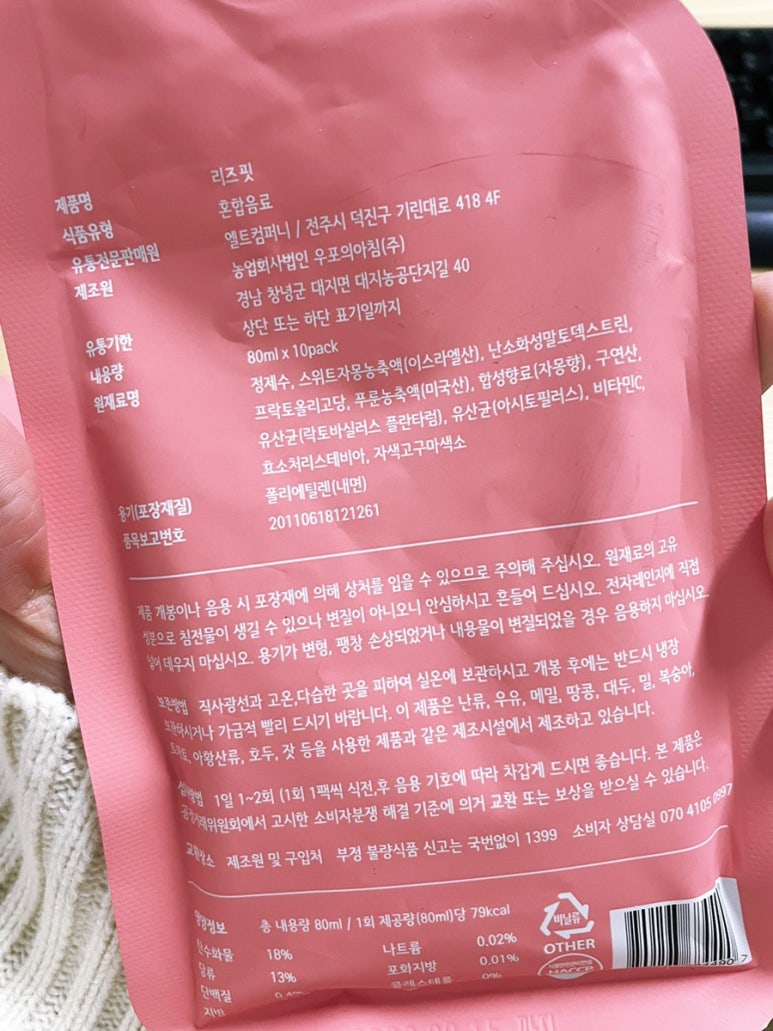 제품명 리즈핏
식품유형 혼합음료
유통전문판매원 엘트컴퍼니 / 전주시 덕진구 기린대로 418 4F
제조원 농업회사법인 우포의아침(주)
경남 창녕군 대지면 대지농공단지길 40
유통기한 상단 또는 하단 표기일까지
내용량 80ml x 10pack
원재료명 정제수, 스위트자몽농축액(이스라엘산), 난소화성말토덱스트린,
프락토올리고당, 푸룬농축액(미국산), 합성향료(자몽향), 구연산,
유산균(락토바실러스 플란타럼), 유산균(아시토필러스), 비타민C,
효소처리스테비아, 자색고구마색소
용기(포장재질) 폴리에틸렌(내면)
품목보고번호 20110618121261
제품 개봉이나 음용 시 포장재에 의해 상처를 입을 수 있으므로 주의해 주십시오. 원재료의 고유
성분으로 침전물이 생길 수 있으나 변질이 아니오니 안심하시고 흔들어 드십시오. 전자레인지에 직접
넣어 데우지 마십시오. 용기가 변형, 팽창 손상되었거나 내용물이 변질되었을 경우 음용하지 마십시오.
보존방법 직사광선과 고온,다습한 곳을 피하여 실온에 보관하시고 개봉 후에는 반드시 냉장
보관하시거나 가급적 빨리 드시기 바랍니다. 이 제품은 난류, 우유, 메밀, 땅콩, 대두, 밀, 복숭아,
토마토, 아황산류, 호두, 잣 등을 사용한 제품과 같은 제조시설에서 제조하고 있습니다.
섭취방법 1일 1~2회 (1회 1팩씩 식전,후 음용 기호에 따라 차갑게 드시면 좋습니다. 본 제품은
공정거래위원회에서 고시한 소비자분쟁 해결 기준에 의거 교환 또는 보상을 받으실 수 있습니다.
교환장소 제조원 및 구입처 부정 불량식품 신고는 국번없이 1399 소비자 상담실 070 4105 0997
영양정보 총 내용량 80ml / 1회 제공량(80ml)당 79kcal
탄수화물 18% 나트륨 0.02%
당류 13% 포화지방 0.01%
단백질 콜레스테롤 0%
지방
비닐류
OTHER
HACCP